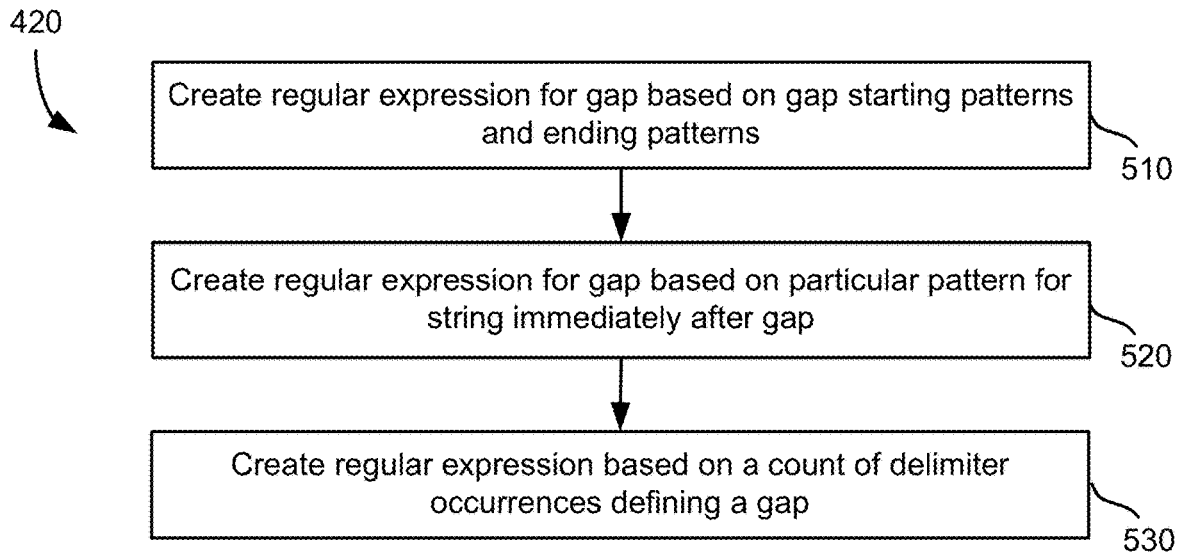 420
Create regular expression for gap based on gap starting patterns
and ending patterns
510
Create regular expression for gap based on particular pattern for
string immediately after gap
520
Create regular expression based on a count of delimiter
occurrences defining a gap
530